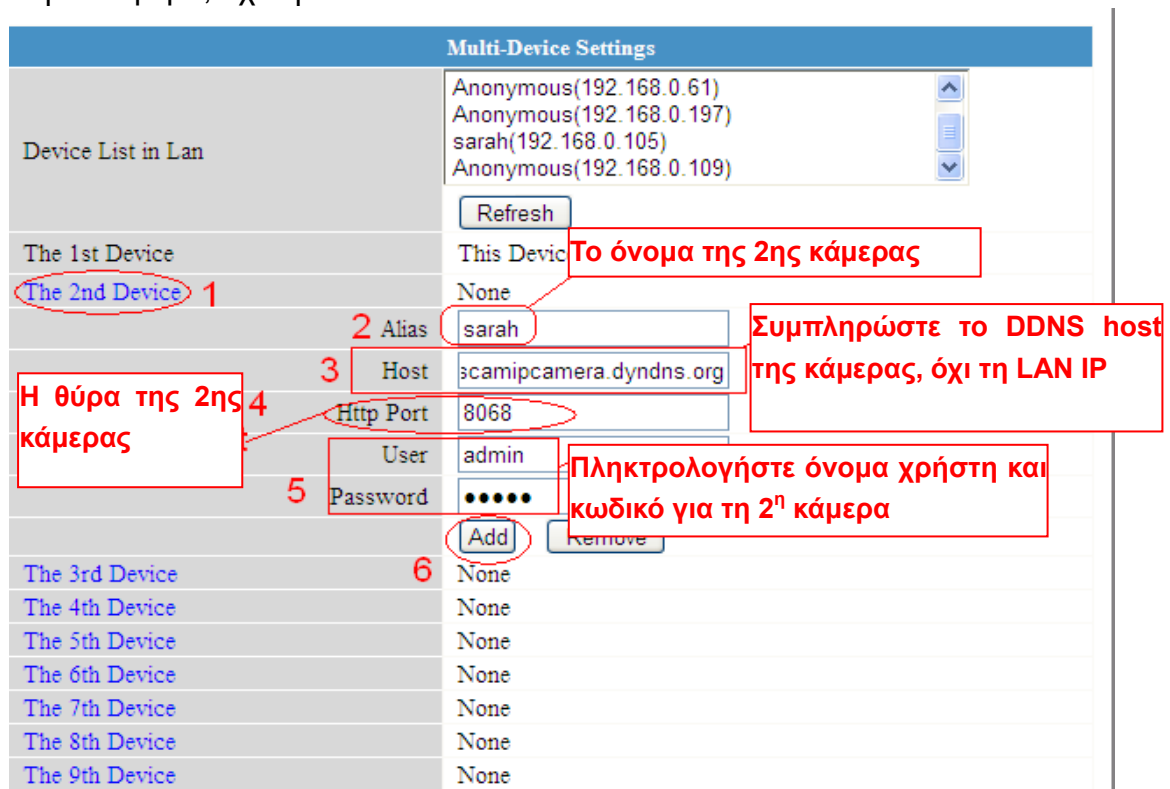 Multi-Device Settings
Device List in Lan
Anonymous(192.168.0.61)
Anonymous(192.168.0.197)
sarah(192.168.0.105)
Anonymous(192.168.0.109)
Refresh
The 1st Device
This Devic
Το όνομα της 2ης κάμερας
The 2nd Device 1
None
2 Alias
sarah
Συμπληρώστε το DDNS host
της κάμερας, όχι τη LAN IP
3 Host
scamipcamera.dyndns.org
Η θύρα της 2ης
κάμερας
4 Http Port
8068
User
admin
5 Password
●●●●●
Πληκτρολογήστε όνομα χρήστη και
κωδικό για τη 2η κάμερα
Add
Remove
6
The 3rd Device
None
The 4th Device
None
The 5th Device
None
The 6th Device
None
The 7th Device
None
The 8th Device
None
The 9th Device
None